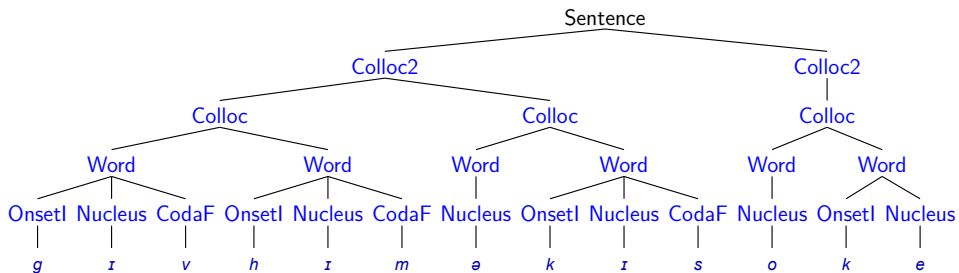 Sentence
Colloc2 Colloc2
Colloc Colloc Colloc
Word Word Word Word Word Word
OnsetI Nucleus CodaF OnsetI Nucleus CodaF Nucleus OnsetI Nucleus CodaF Nucleus OnsetI Nucleus
g ɪ v h ɪ m ə k ɪ s o k e